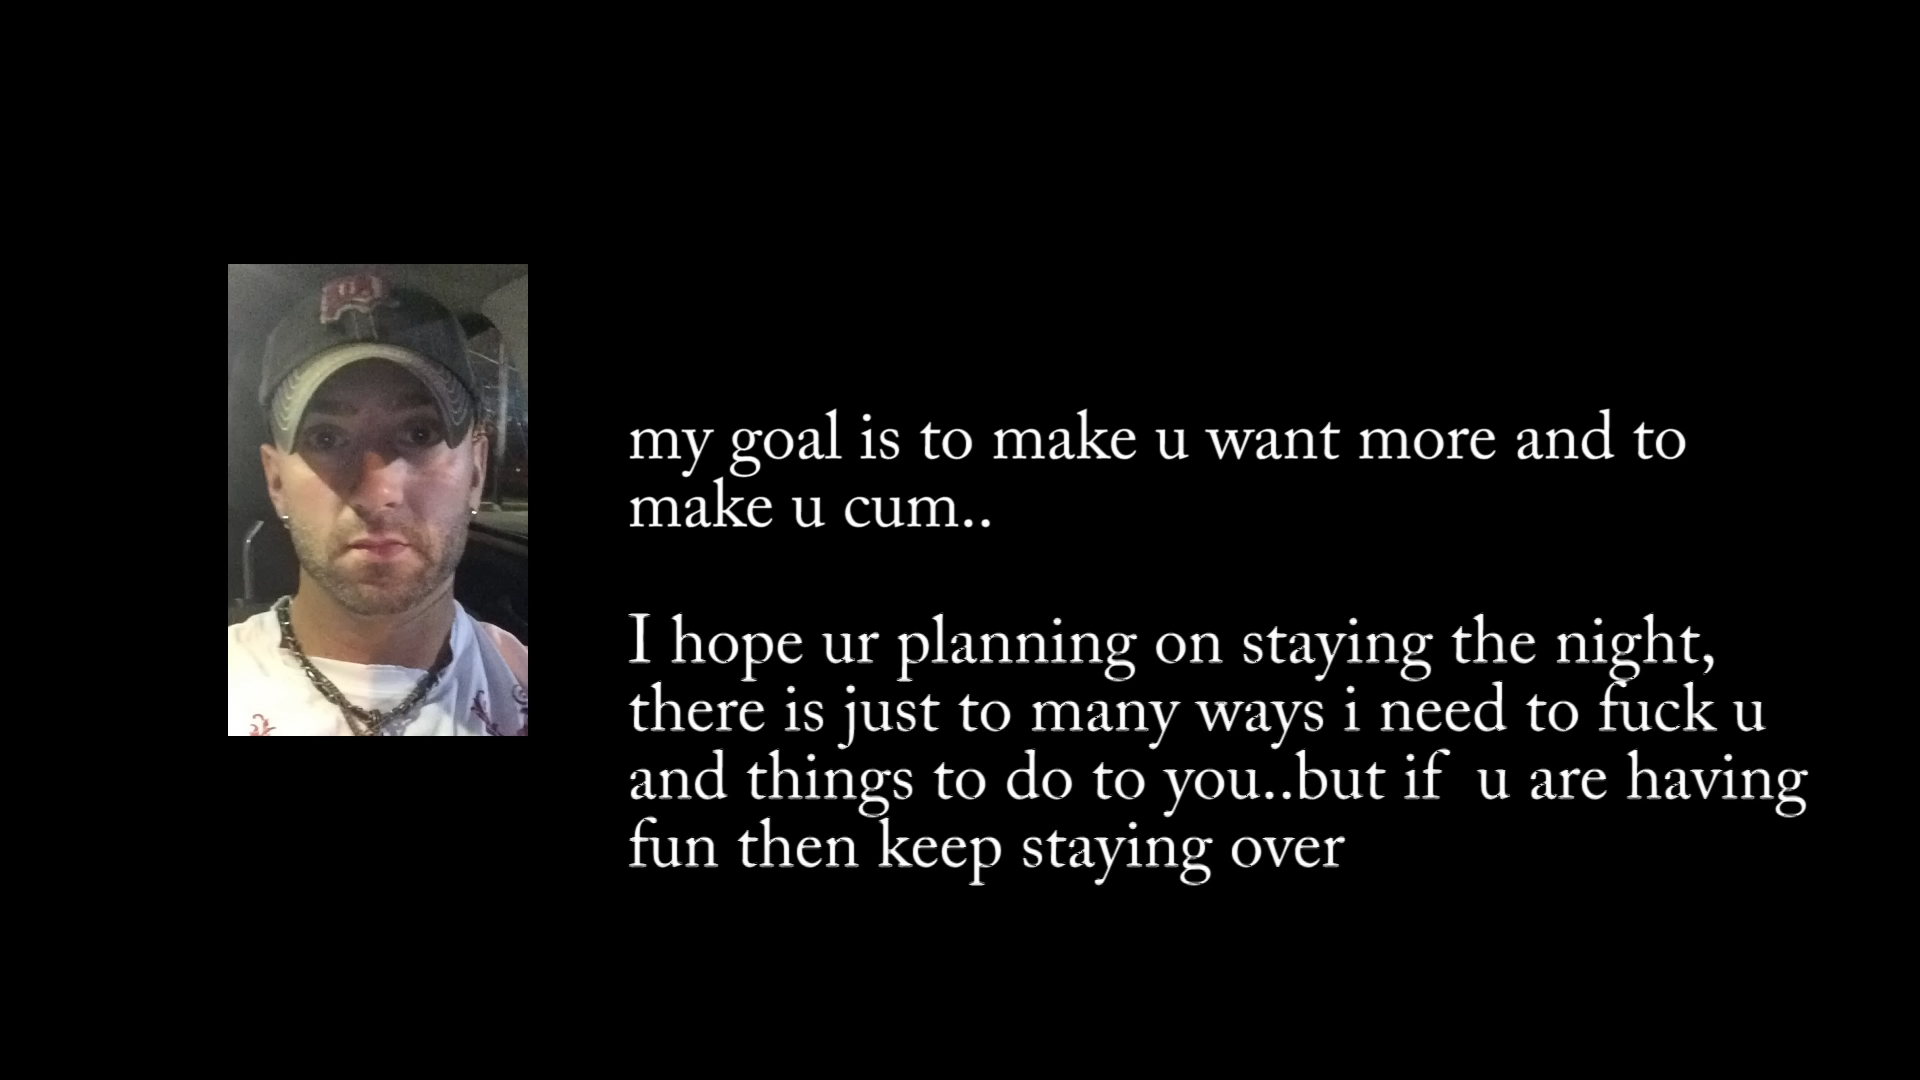 my goal is to make u want more and to
make u cum..
I hope ur planning on staying the night,
there is just to many ways i need to fuck u
and things to do to you..but if  u are having
fun then keep staying over